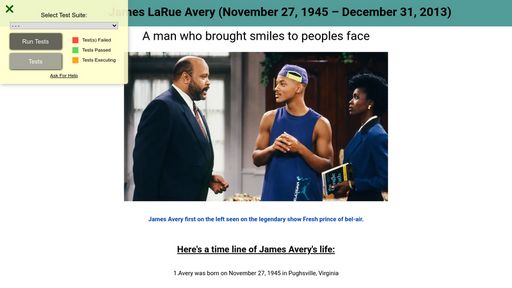 Select Test Suite:
- - -
Run Tests
Tests
Test(s) Failed
Tests Passed
Tests Executing
Ask For Help
James LaRue Avery (November 27, 1945 – December 31, 2013)
A man who brought smiles to peoples face
James Avery first on the left seen on the legendary show Fresh prince of bel-air.
Here's a time line of James Avery's life:
1.Avery was born on November 27, 1945 in Pughsville, Virginia